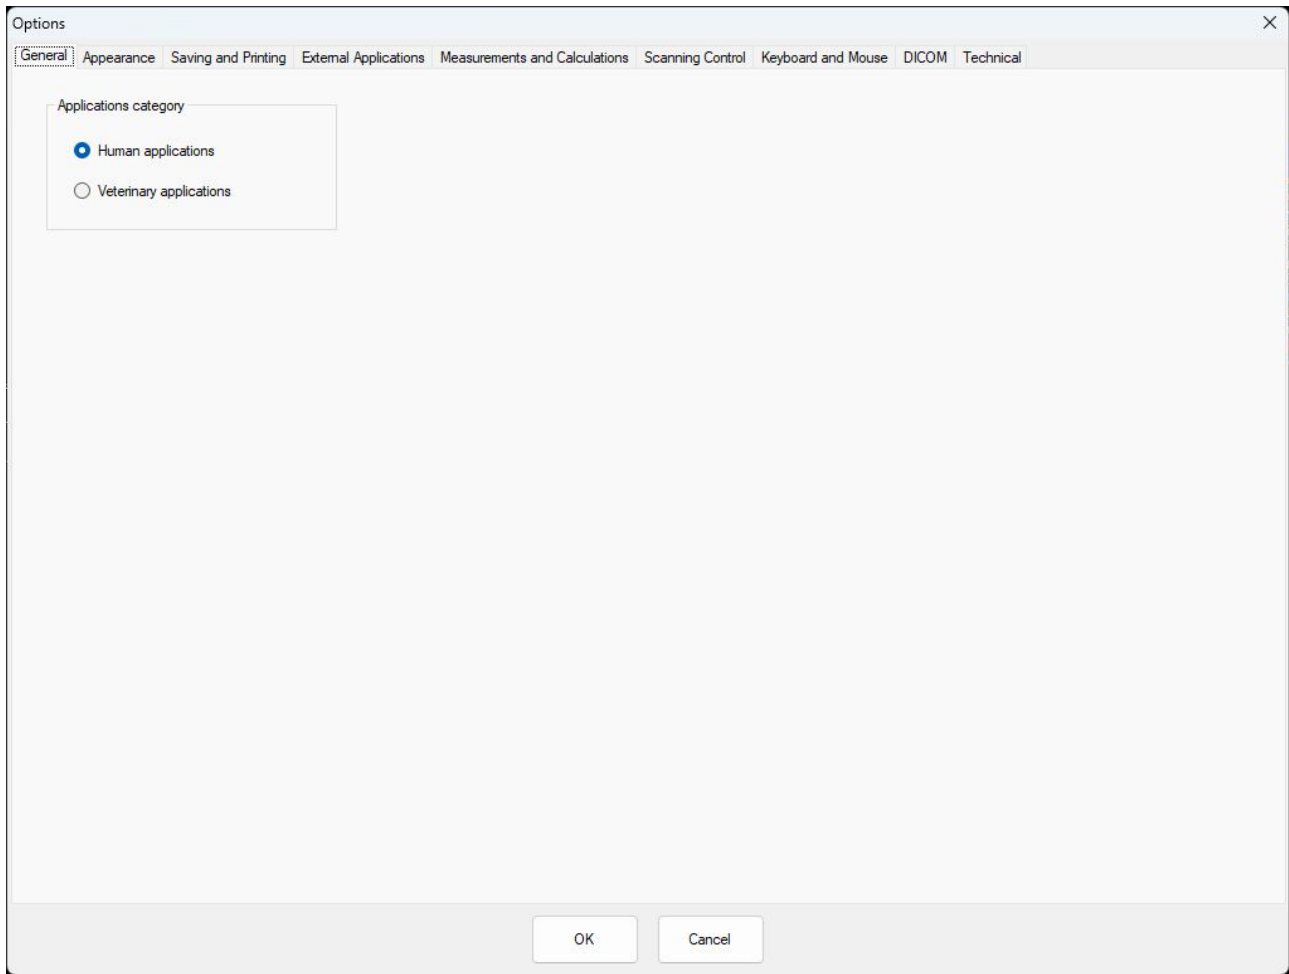 Options
General Appearance Saving and Printing External Applications Measurements and Calculations Scanning Control Keyboard and Mouse DICOM Technical
Applications category
Human applications
Veterinary applications
OK Cancel